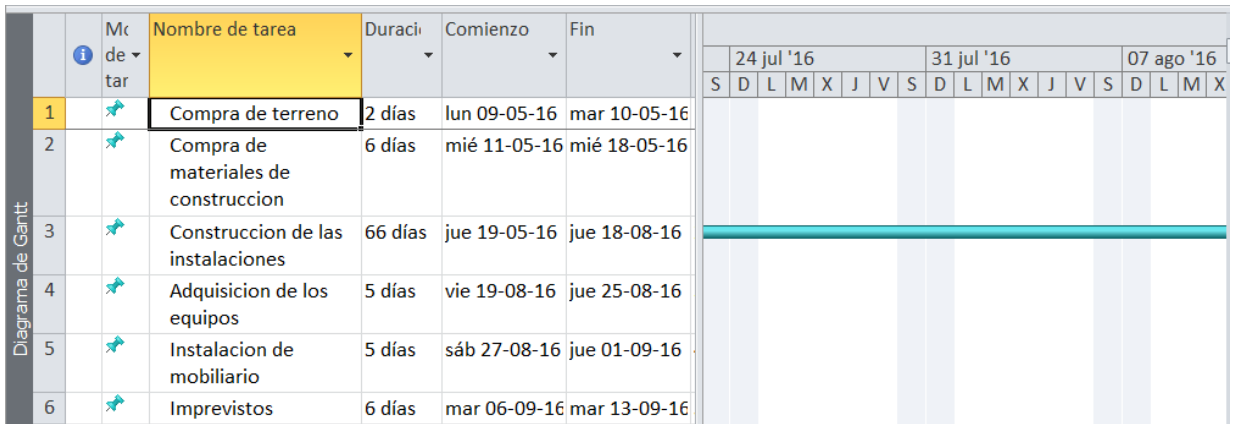 Mo de tar Nombre de tarea Duració Comienzo Fin
24 jul '16 31 jul '16 07 ago '16
S D L M X J V S D L M X J V S D L M X
1 Compra de terreno 2 días lun 09-05-16 mar 10-05-16
2 Compra de materiales de construccion 6 días mié 11-05-16 mié 18-05-16
3 Construccion de las instalaciones 66 días jue 19-05-16 jue 18-08-16
4 Adquisicion de los equipos 5 días vie 19-08-16 jue 25-08-16
5 Instalacion de mobiliario 5 días sáb 27-08-16 jue 01-09-16
6 Imprevistos 6 días mar 06-09-16 mar 13-09-16
Diagrama de Gantt